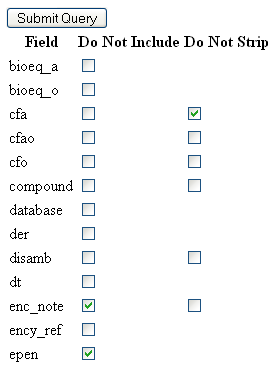 Submit Query
Field Do Not Include Do Not Strip
bioeq_a
bioeq_o
cfa
cfao
cfo
compound
database
der
disamb
dt
enc_note
ency_ref
epen